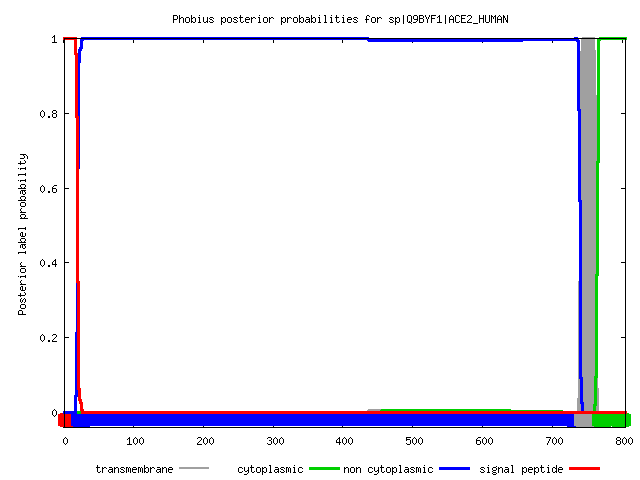 Phobius posterior probabilities for sp|Q9BYF1|ACE2_HUMAN
Posterior label probability
1
0.8
0.6
0.4
0.2
0
0 100 200 300 400 500 600 700 800
transmembrane cytoplasmic non cytoplasmic signal peptide